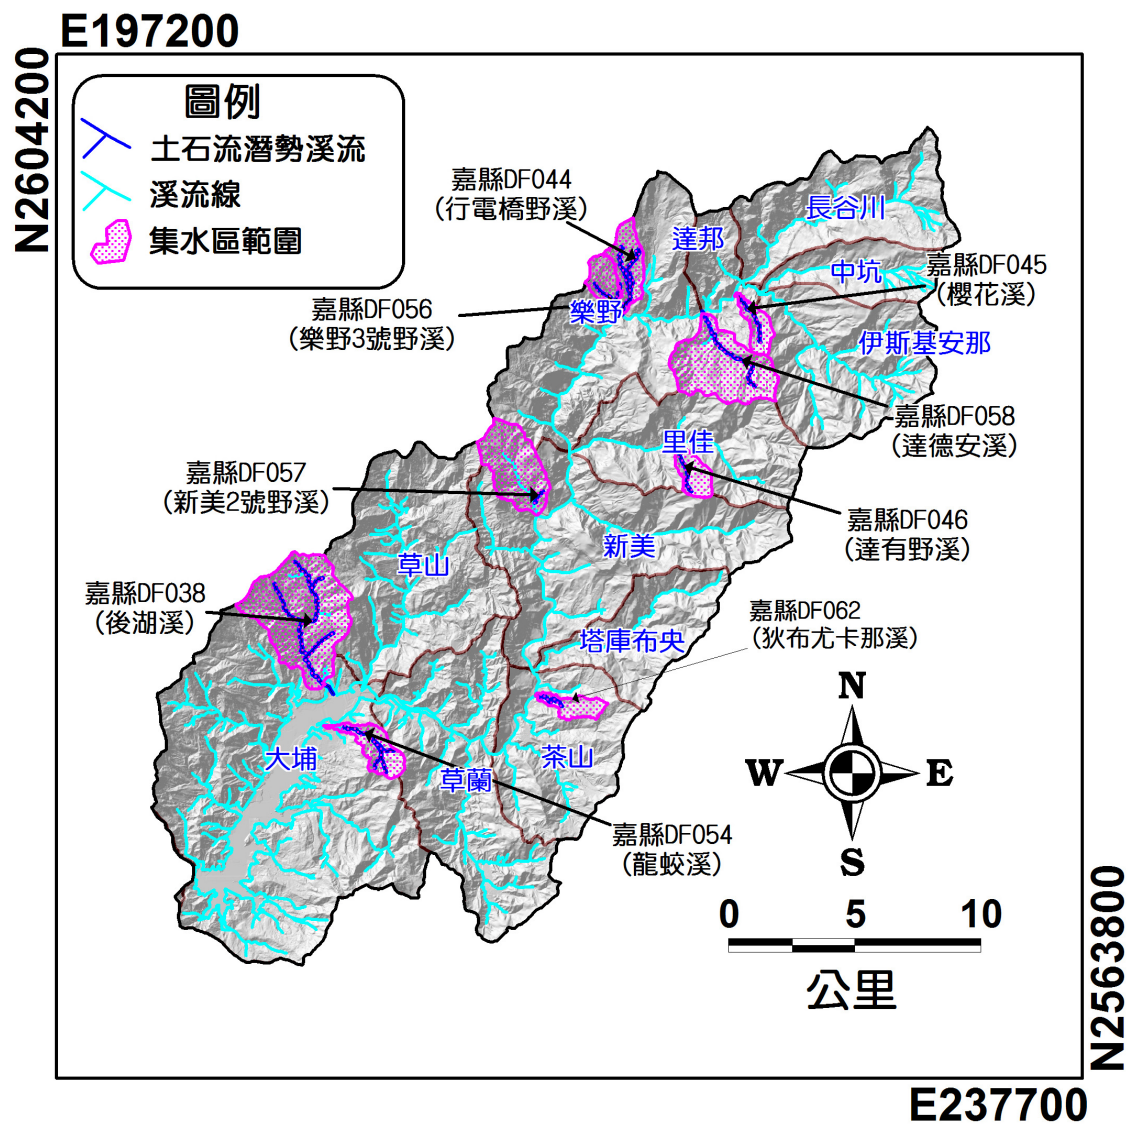 E197200
N2604200
圖例
土石流潛勢溪流
溪流線
集水區範圍
嘉縣DF044
(行電橋野溪)
長谷川
達邦
中坑
嘉縣DF045
(櫻花溪)
嘉縣DF056
(樂野3號野溪)
樂野
伊斯基安那
嘉縣DF058
(達德安溪)
里佳
嘉縣DF057
(新美2號野溪)
嘉縣DF046
(達有野溪)
新美
草山
嘉縣DF038
(後湖溪)
嘉縣DF062
(狄布尤卡那溪)
塔庫布央
N
W
E
S
大埔
茶山
草蘭
嘉縣DF054
(龍蛟溪)
0 5 10
公里
N2563800
E237700